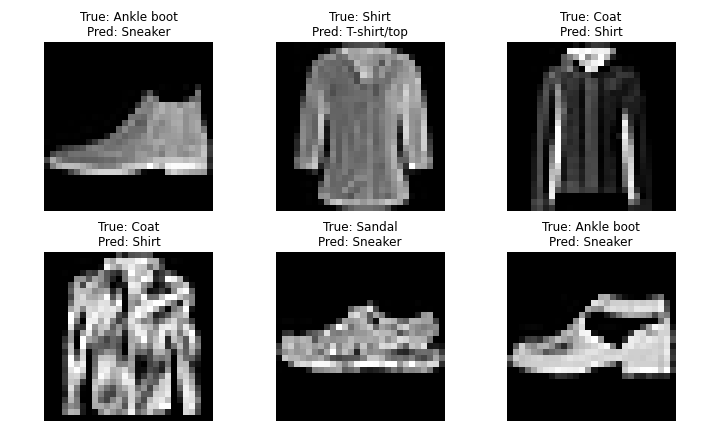 True: Ankle boot
Pred: Sneaker
True: Shirt
Pred: T-shirt/top
True: Coat
Pred: Shirt
True: Coat
Pred: Shirt
True: Sandal
Pred: Sneaker
True: Ankle boot
Pred: Sneaker